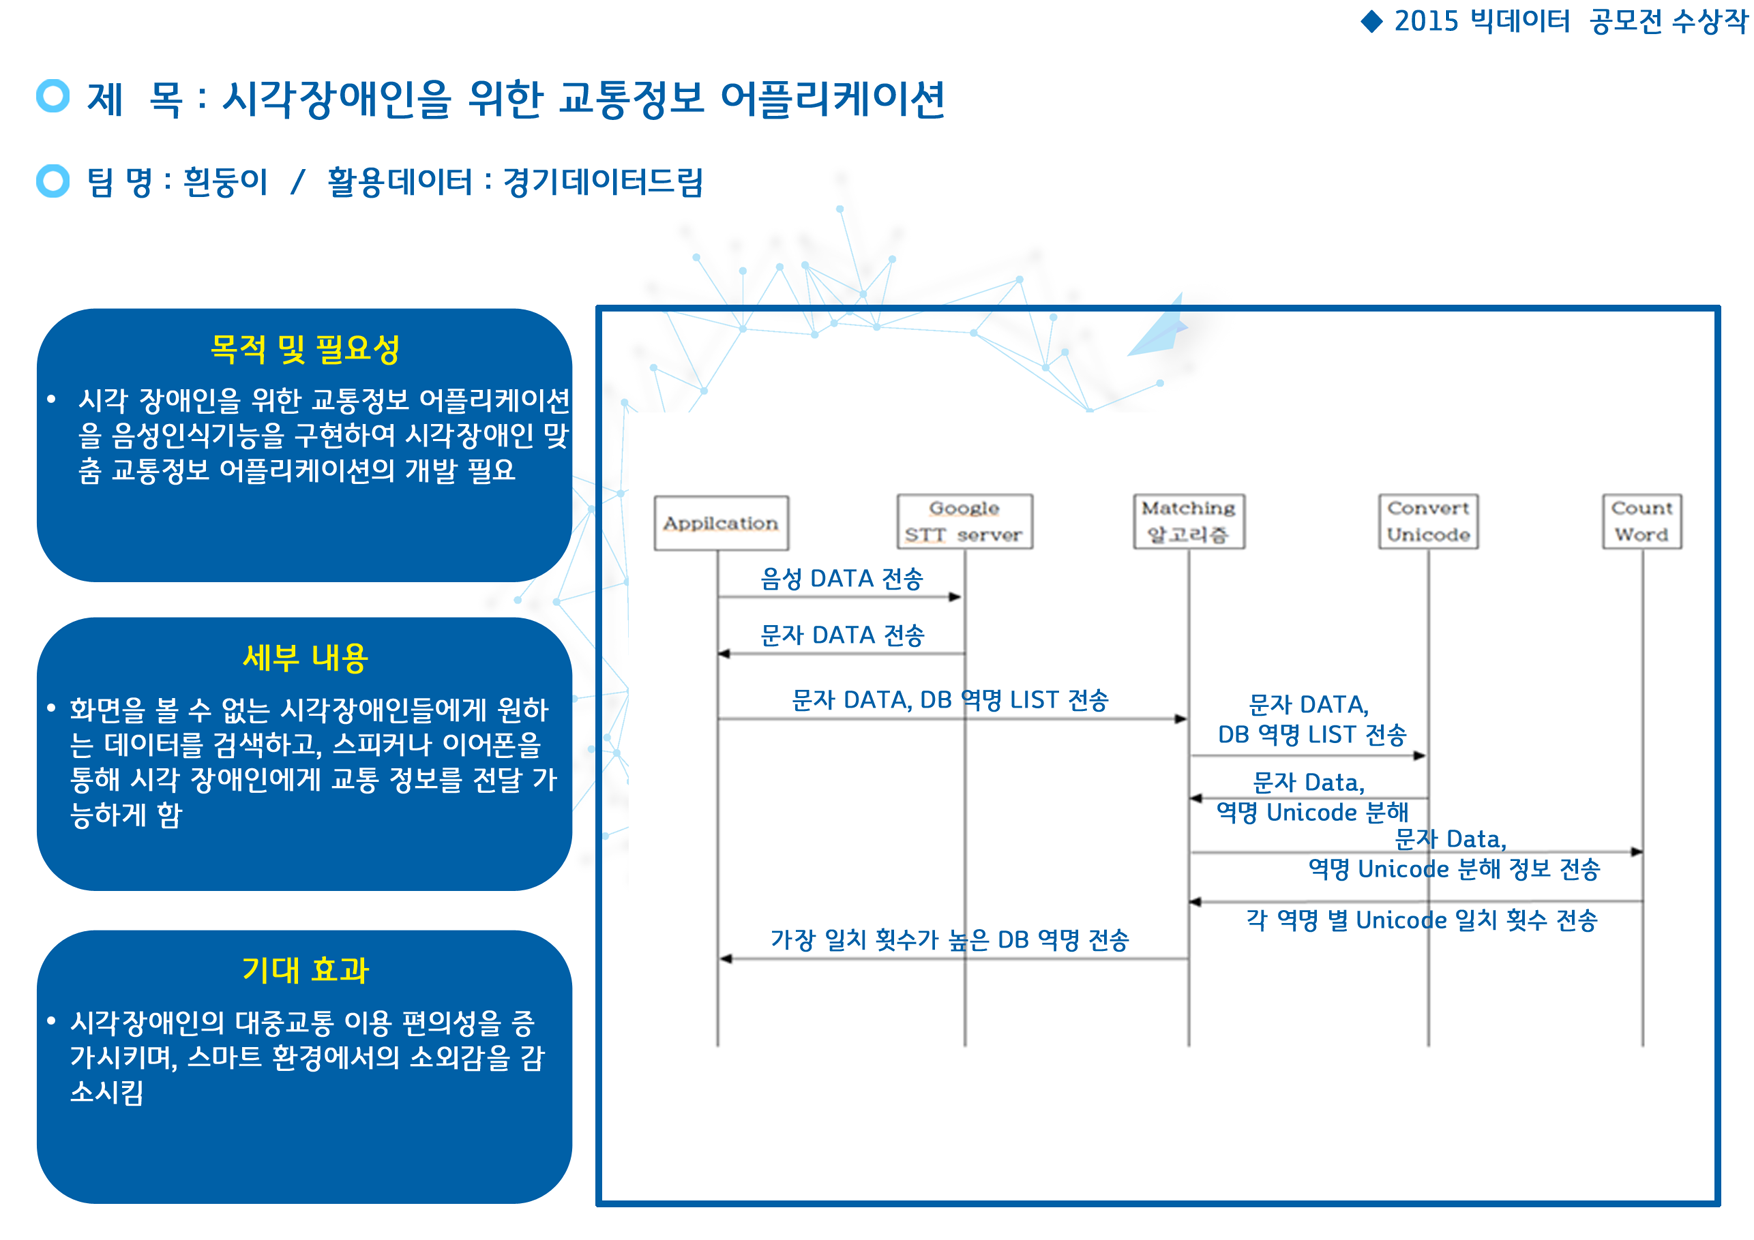 ◆ 2015 빅데이터 공모전 수상작
제 목 : 시각장애인을 위한 교통정보 어플리케이션
팀 명 : 흰둥이 / 활용데이터 : 경기데이터드림
목적 및 필요성
• 시각 장애인을 위한 교통정보 어플리케이션
을 음성인식기능을 구현하여 시각장애인 맞
춤 교통정보 어플리케이션의 개발 필요
세부 내용
• 화면을 볼 수 없는 시각장애인들에게 원하
는 데이터를 검색하고, 스피커나 이어폰을
통해 시각 장애인에게 교통 정보를 전달 가
능하게 함
기대 효과
• 시각장애인의 대중교통 이용 편의성을 증
가시키며, 스마트 환경에서의 소외감을 감
소시킴
Appilcation
Google
STT server
Matching
알고리즘
Convert
Unicode
Count
Word
음성 DATA 전송
문자 DATA 전송
문자 DATA, DB 역명 LIST 전송
문자 DATA,
DB 역명 LIST 전송
문자 Data,
역명 Unicode 분해
문자 Data,
역명 Unicode 분해 정보 전송
각 역명 별 Unicode 일치 횟수 전송
가장 일치 횟수가 높은 DB 역명 전송